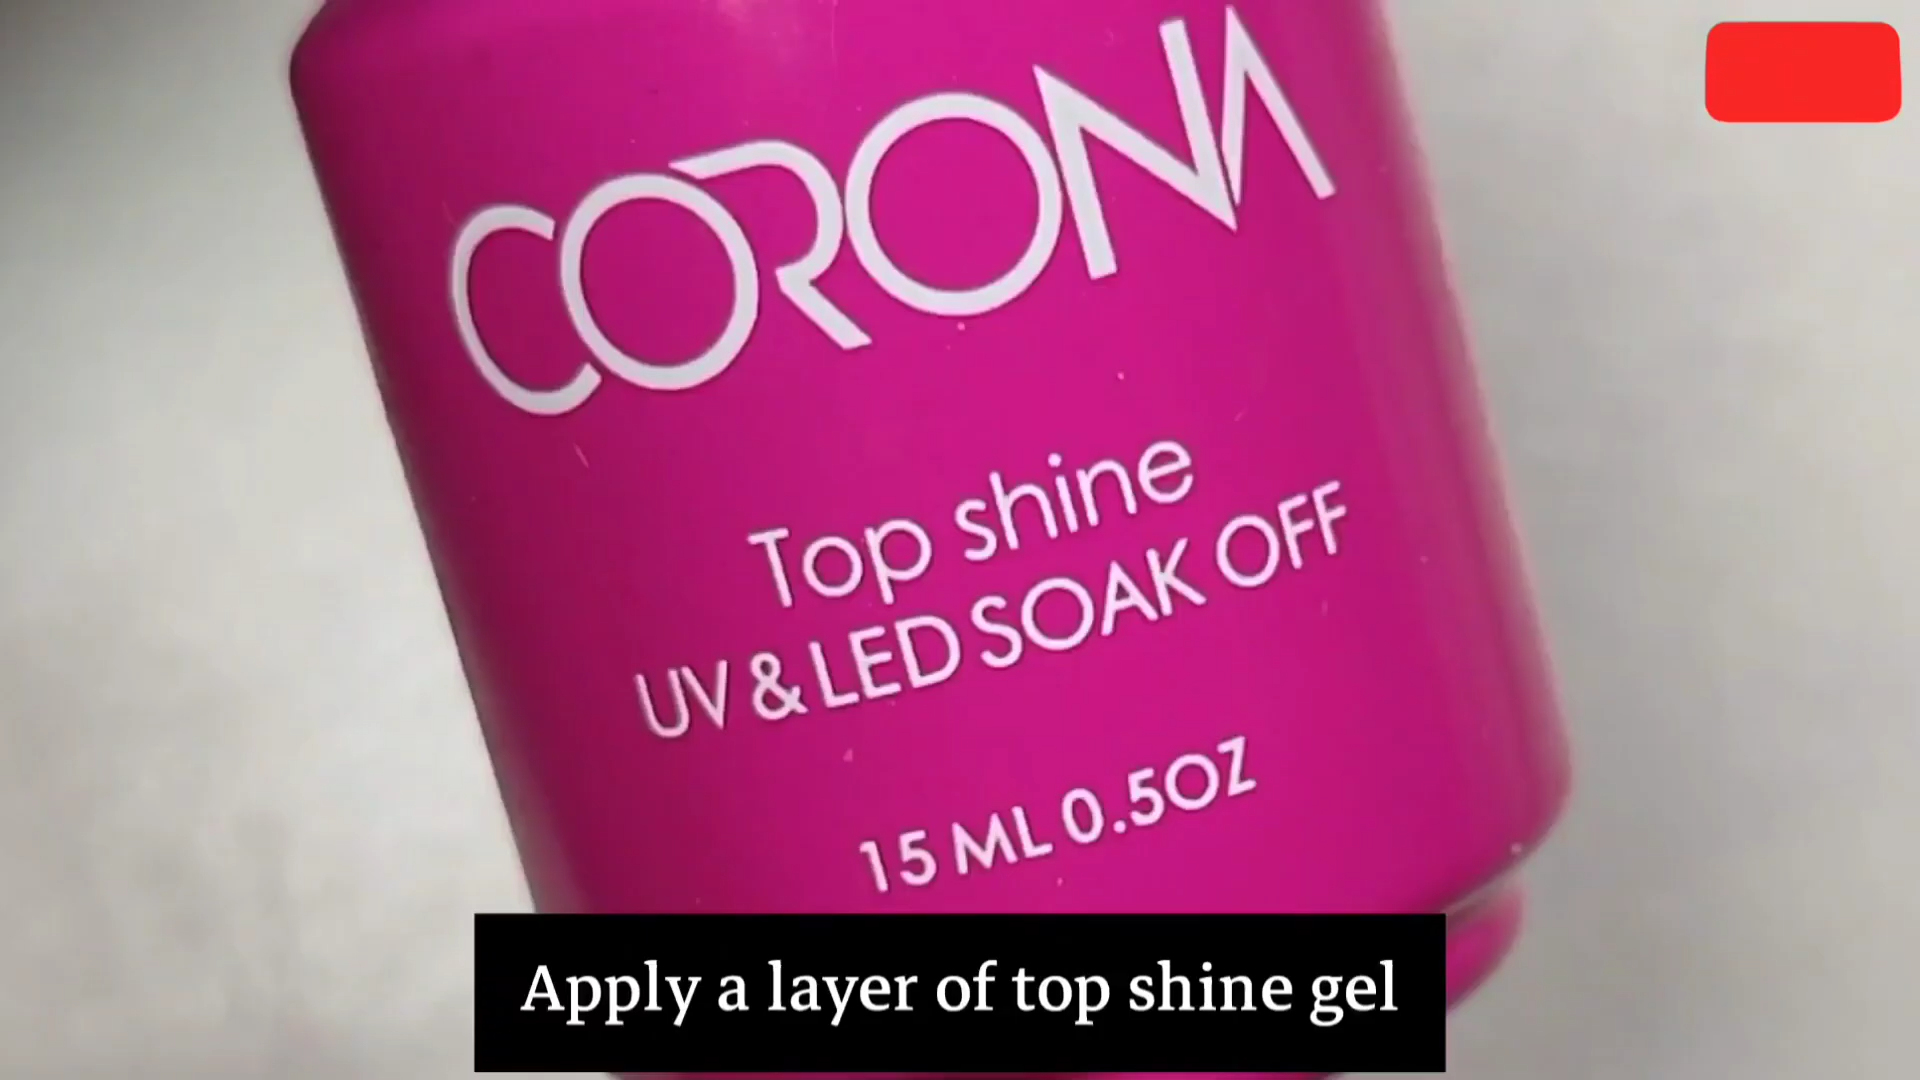 CORONA
Top shine
UV & LED SOAK OFF
15 ML 0.5OZ
Apply a layer of top shine gel